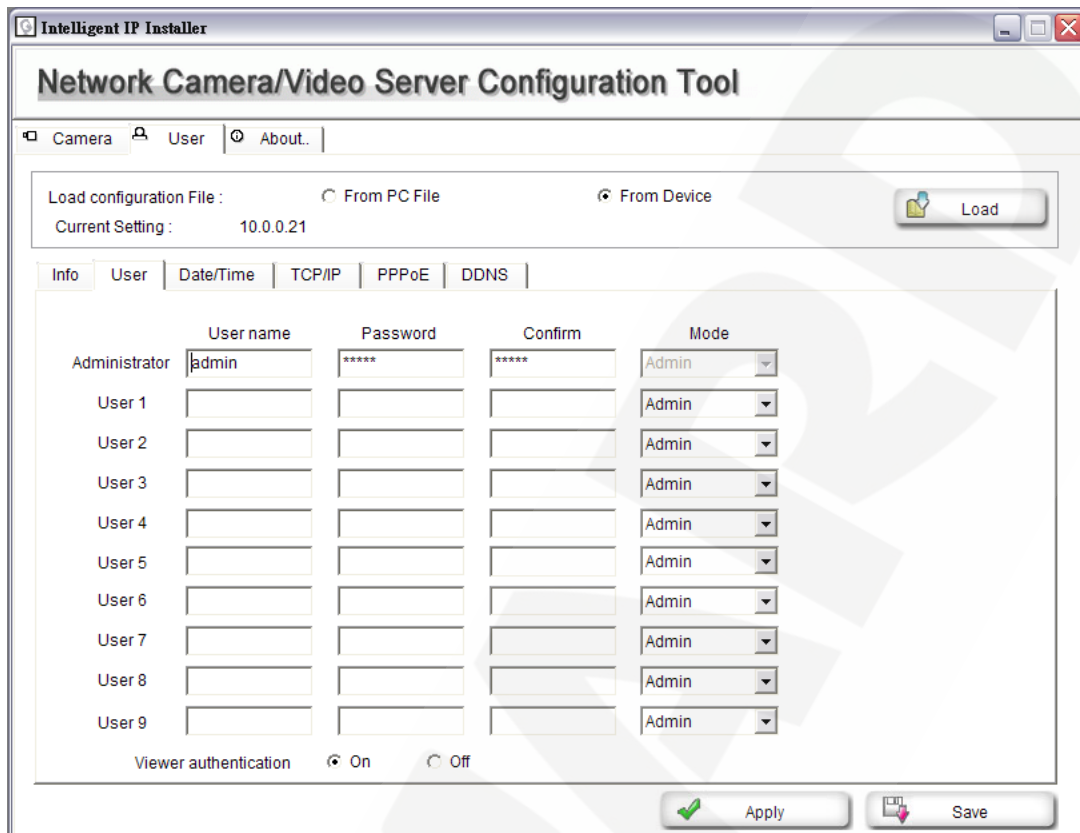 Intelligent IP Installer
Network Camera/Video Server Configuration Tool
Camera User About..
Load configuration File : From PC File From Device Load
Current Setting : 10.0.0.21
Info User Date/Time TCP/IP PPPoE DDNS
User name Password Confirm Mode
Administrator admin ***** ***** Admin
User 1 Admin
User 2 Admin
User 3 Admin
User 4 Admin
User 5 Admin
User 6 Admin
User 7 Admin
User 8 Admin
User 9 Admin
Viewer authentication On Off
Apply Save